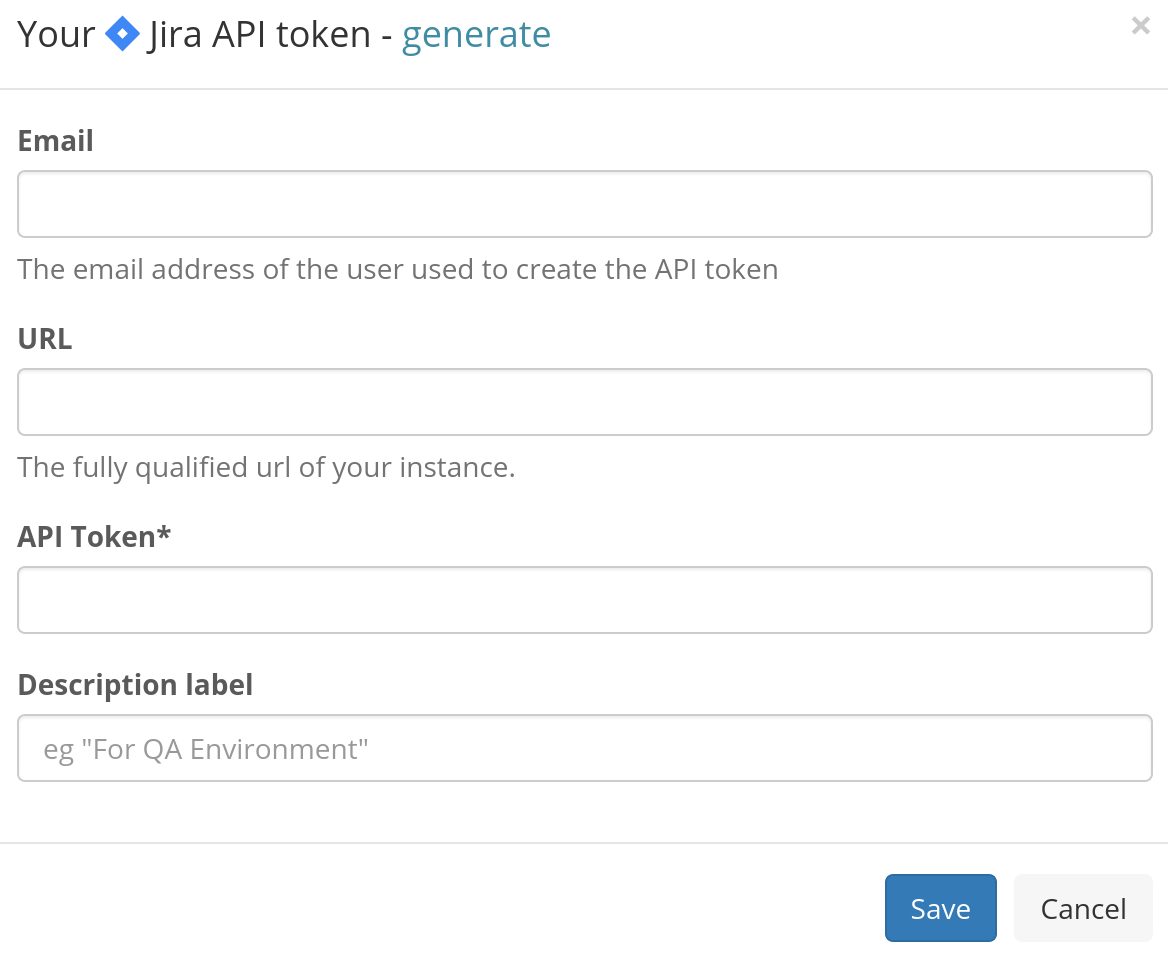 Your Jira API token - generate
×
Email
The email address of the user used to create the API token
URL
The fully qualified url of your instance.
API Token*
Description label
eg "For QA Environment"
Save Cancel